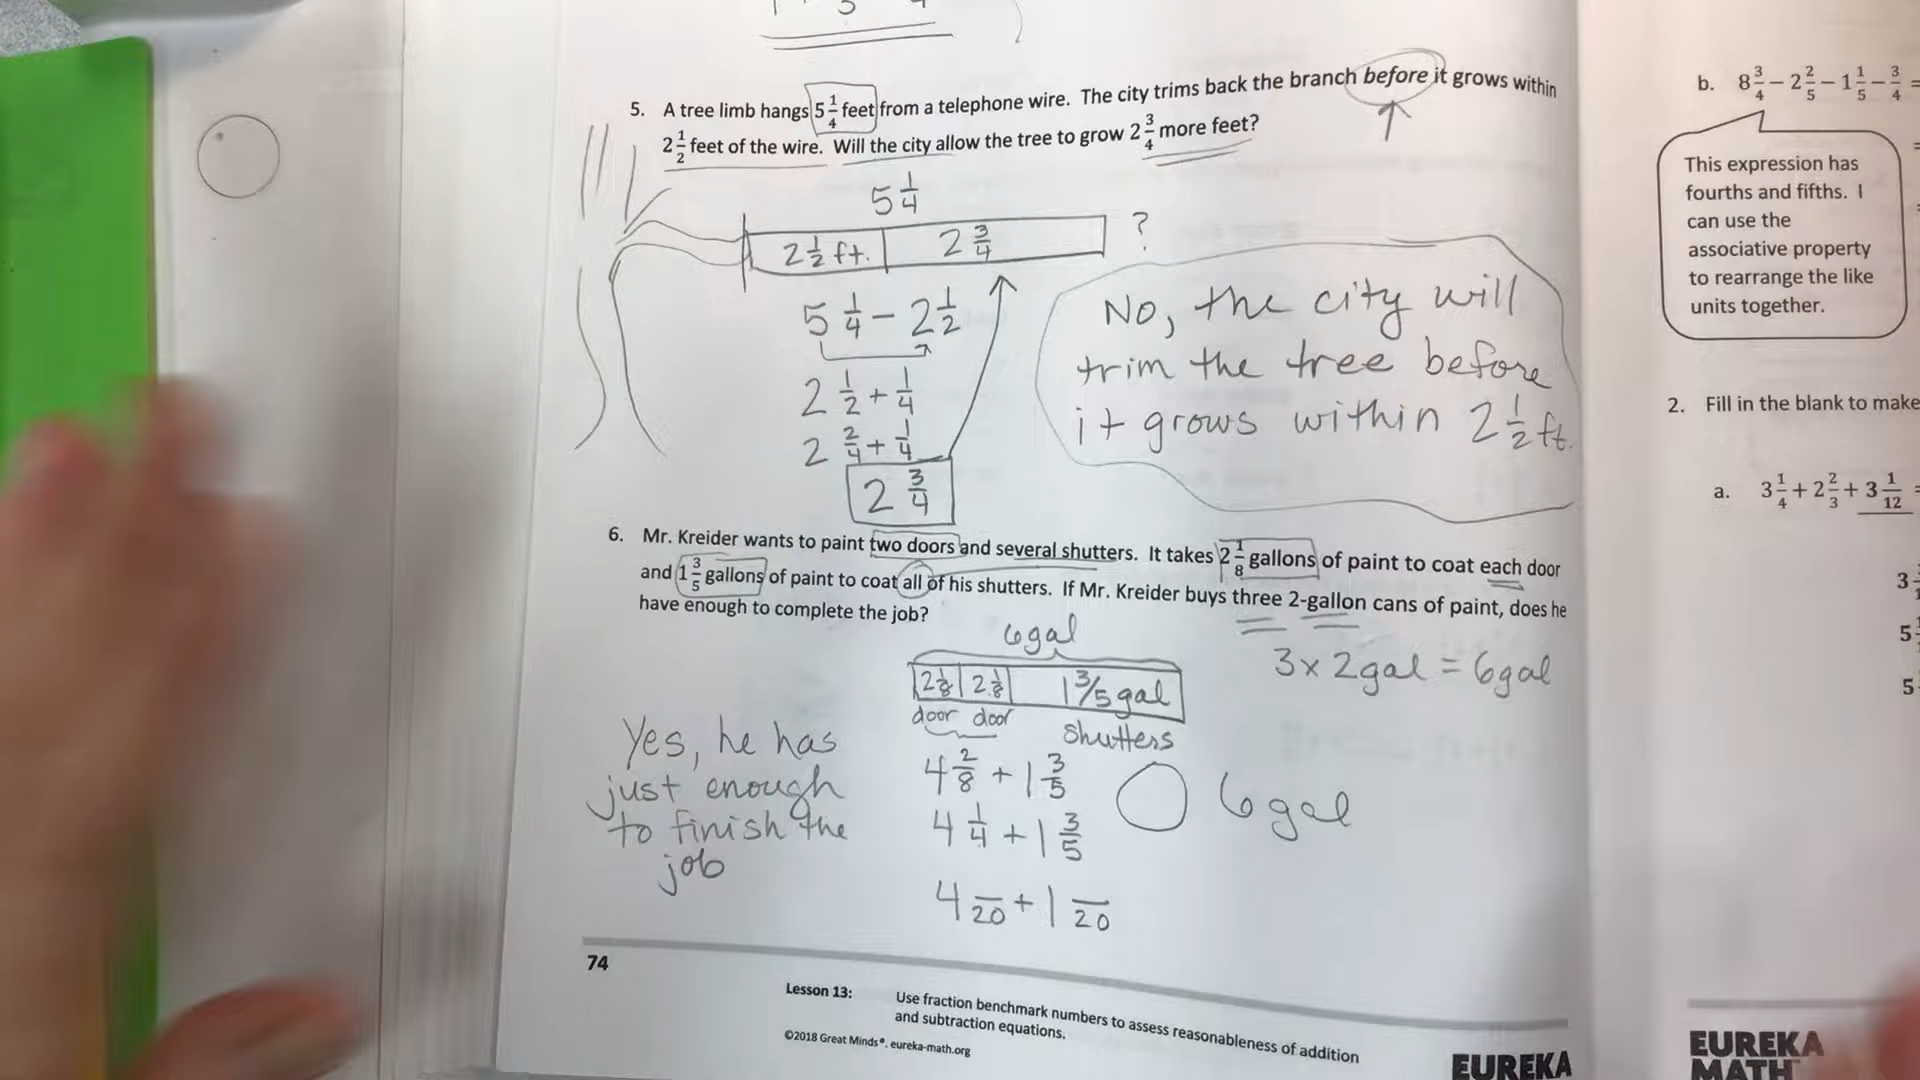 5. A tree limb hangs 5 1/4 feet from a telephone wire. The city trims back the branch before it grows within
2 1/2 feet of the wire. Will the city allow the tree to grow 2 3/4 more feet?
5 1/4
2 1/2 ft. 2 3/4 ?
5 1/4 - 2 1/2
2 1/2 + 1/4
2 2/4 + 1/4
2 3/4
No, the city will
trim the tree before
it grows within 2 1/2 ft.
6. Mr. Kreider wants to paint two doors and several shutters. It takes 2 1/8 gallons of paint to coat each door
and 1 3/5 gallons of paint to coat all of his shutters. If Mr. Kreider buys three 2-gallon cans of paint, does he
have enough to complete the job?
6gal
3 x 2gal = 6gal
2 1/8 2 1/8 1 3/5 gal
door door shutters
4 2/8 + 1 3/5 6 gal
4 1/4 + 1 3/5
4 /20 + 1 /20
Yes, he has
just enough
to finish the
job
74
Lesson 13: Use fraction benchmark numbers to assess reasonableness of addition
and subtraction equations.
©2018 Great Minds®. eureka-math.org
EUREKA
b. 8 3/4 - 2 2/5 - 1 1/5 - 3/4 =
This expression has
fourths and fifths. I
can use the
associative property
to rearrange the like
units together.
2. Fill in the blank to make
a. 3 1/4 + 2 2/3 + 3 1/12 =
3
5
5
EUREKA
MATH